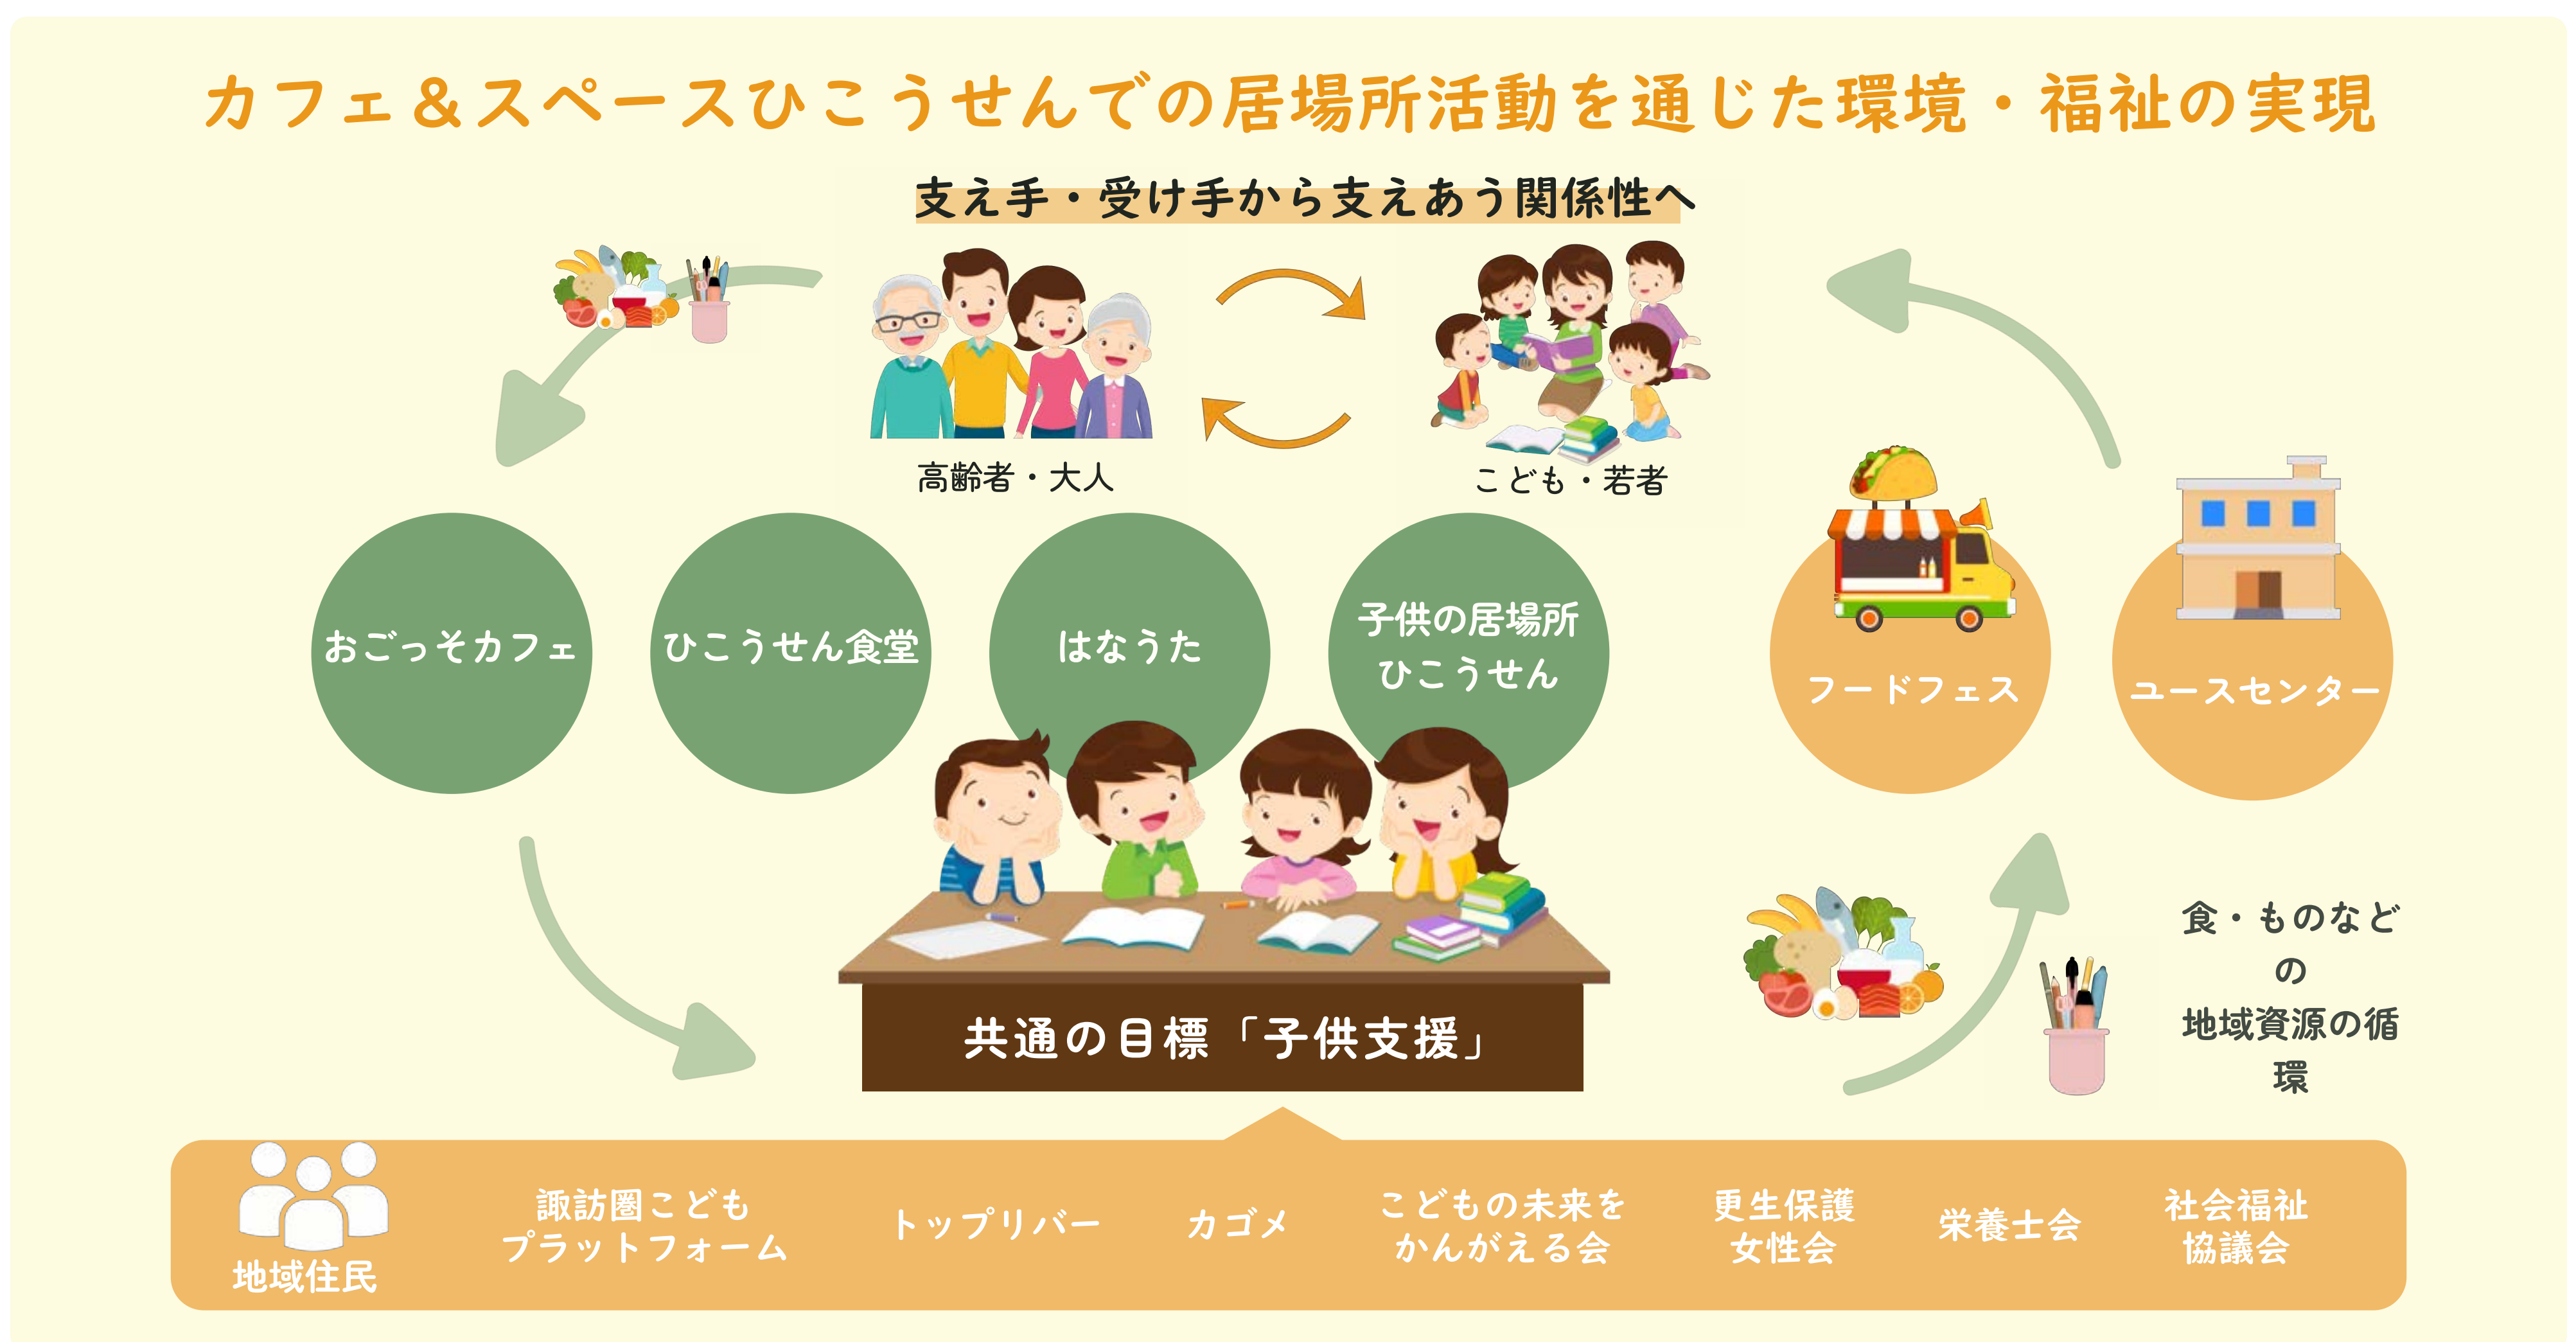 カフェ＆スペースひこうせんでの居場所活動を通じた環境・福祉の実現
支え手・受け手から支えあう関係性へ
高齢者・大人
こども・若者
おごっそカフェ
ひこうせん食堂
はなうた
子供の居場所
ひこうせん
フードフェス
ユースセンター
食・ものなど
の
地域資源の循
環
共通の目標「子供支援」
地域住民
諏訪圏こども
プラットフォーム
トップリバー
カゴメ
こどもの未来を
かんがえる会
更生保護
女性会
栄養士会
社会福祉
協議会